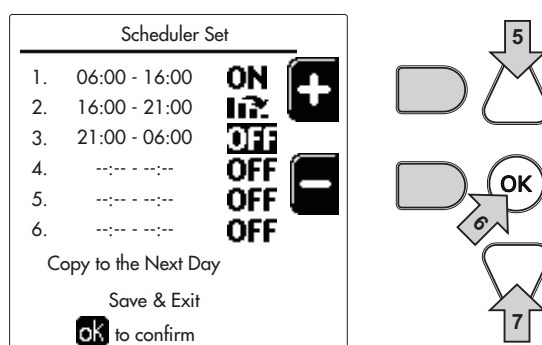 Scheduler Set
1. 06:00 - 16:00 ON
2. 16:00 - 21:00
3. 21:00 - 06:00 OFF
4. --:-- - --:-- OFF
5. --:-- - --:-- OFF
6. --:-- - --:-- OFF
Copy to the Next Day
Save & Exit
ok to confirm
+
−
5
OK
6
7